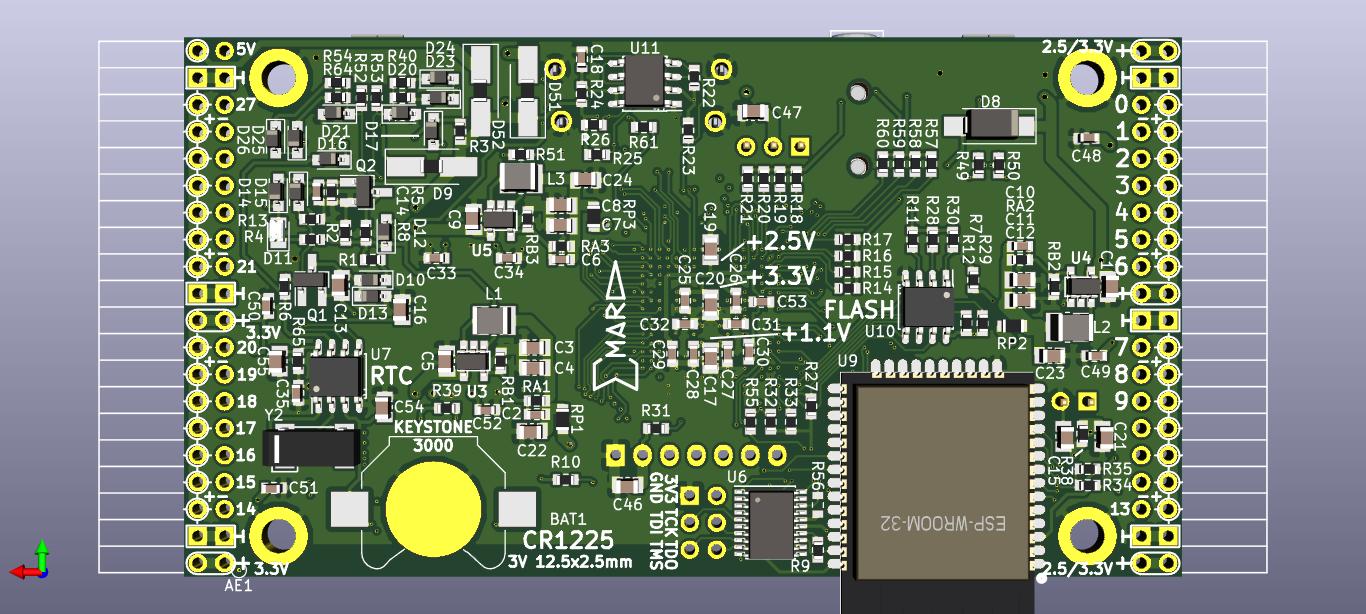 5V
27
21
3.3V
20
19
18
17
16
15
14
3.3V
AE1
R54
R64
R52
R53
R40
D20
D24
D23
D21
D16
D17
D26
D25
Q2
D9
R3
D52
D51
C18
R24
U11
R22
R26
R61
R25
R23
R51
L3
C24
C47
D14
D15
R13
R4
D11
R2
R5
C14
R8
D12
R1
C9
U5
RB3
C8
C7
RP3
RA3
C6
C33
C34
D10
D13
Q1
R6
C13
C16
R65
L1
U7
RTC
C35
Y2
C51
C54
C5
U3
R39
RB1
C52
C3
C4
RA1
C2
C22
RP1
KEYSTONE
3000
BAT1
CR1225
3V 12.5x2.5mm
R10
R31
C46
MAR
R21
R20
R19
R18
C19
+2.5V
C25
C20
C26
+3.3V
C53
C32
C31
+1.1V
C29
C28
C17
C27
C30
R55
R32
R33
R27
R17
R16
R15
R14
FLASH
U10
U9
R60
R59
R58
R57
D8
R49
R50
C48
R11
R28
R30
R7
R12
R29
C10
RA2
C11
C12
RB2
U4
L2
RP2
C23
C49
C21
C15
R38
R35
R34
U6
R56
R9
3V3 TCK TDO
GND TDI TMS
ESP-WROOM-32
2.5/3.3V
0
1
2
3
4
5
6
7
8
9
13
2.5/3.3V